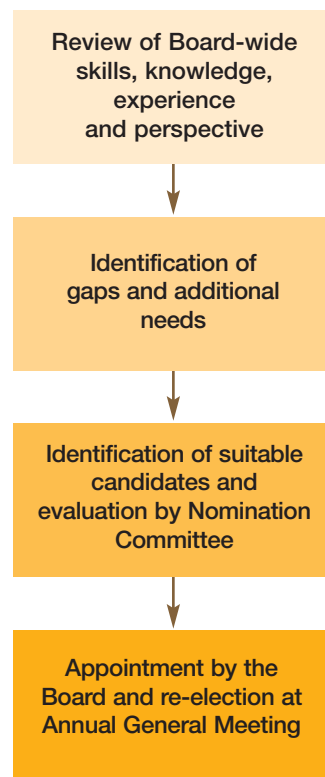 Review of Board-wide
skills, knowledge,
experience
and perspective
Identification of
gaps and additional
needs
Identification of suitable
candidates and
evaluation by Nomination
Committee
Appointment by the
Board and re-election at
Annual General Meeting